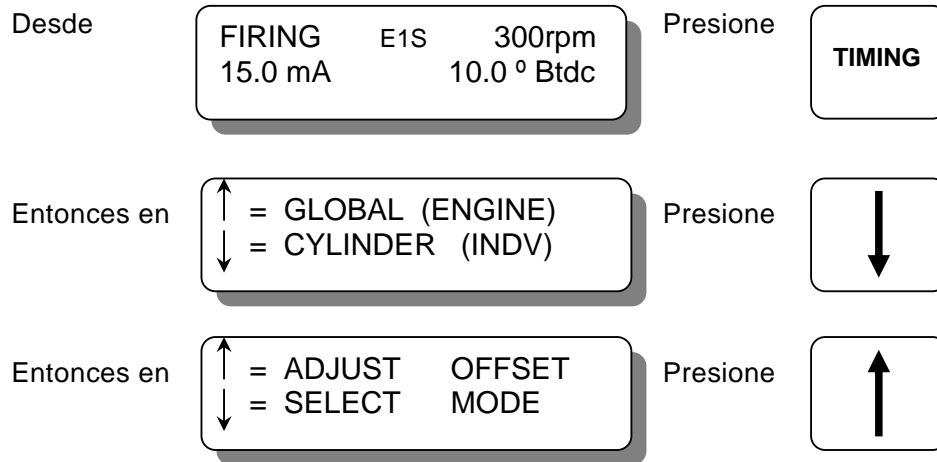 Desde
FIRING E1S 300rpm
15.0 mA 10.0 º Btdc
Presione
TIMING
Entonces en
↑ = GLOBAL (ENGINE)
↓ = CYLINDER (INDV)
Presione
↓
Entonces en
↑ = ADJUST OFFSET
↓ = SELECT MODE
Presione
↑